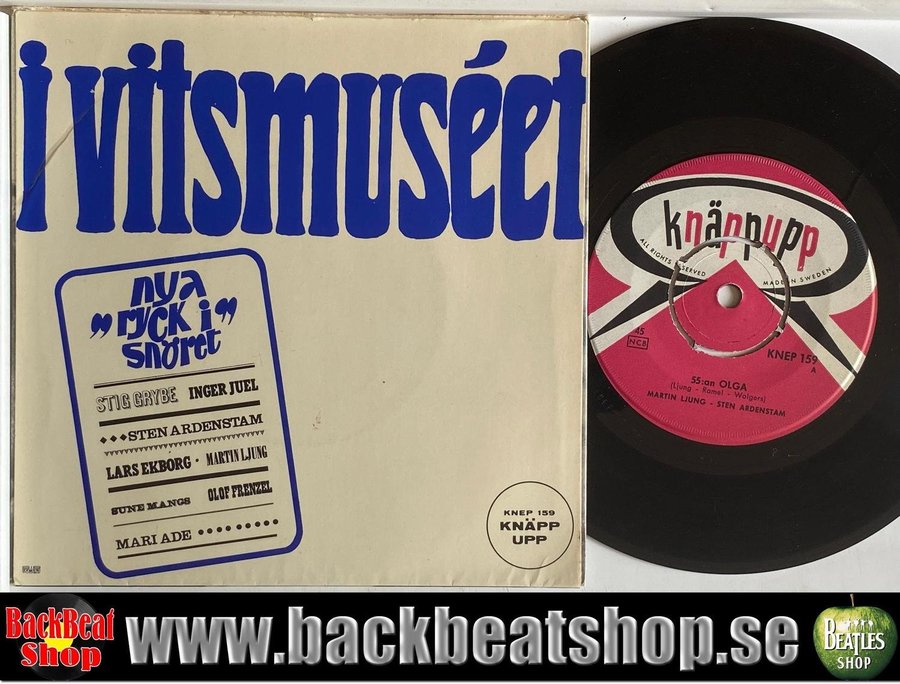 i vitsmuséet
nya
"ryck i"
snöret
STIG GRYBE INGER JUEL
STEN ARDENSTAM
LARS EKBORG • MARTIN LJUNG
SUNE MANGS OLOF FRENZEL
MARI ADE
KNEP 159
KNÄPP
UPP
knäppupp
ALL RIGHTS RESERVED
MADE IN SWEDEN
45
NCB
KNEP 159
A
55:an OLGA
(Ljung - Ramel - Wolgers)
MARTIN LJUNG - STEN ARDENSTAM
BackBeat
Shop
www.backbeatshop.se
BEATLES
SHOP